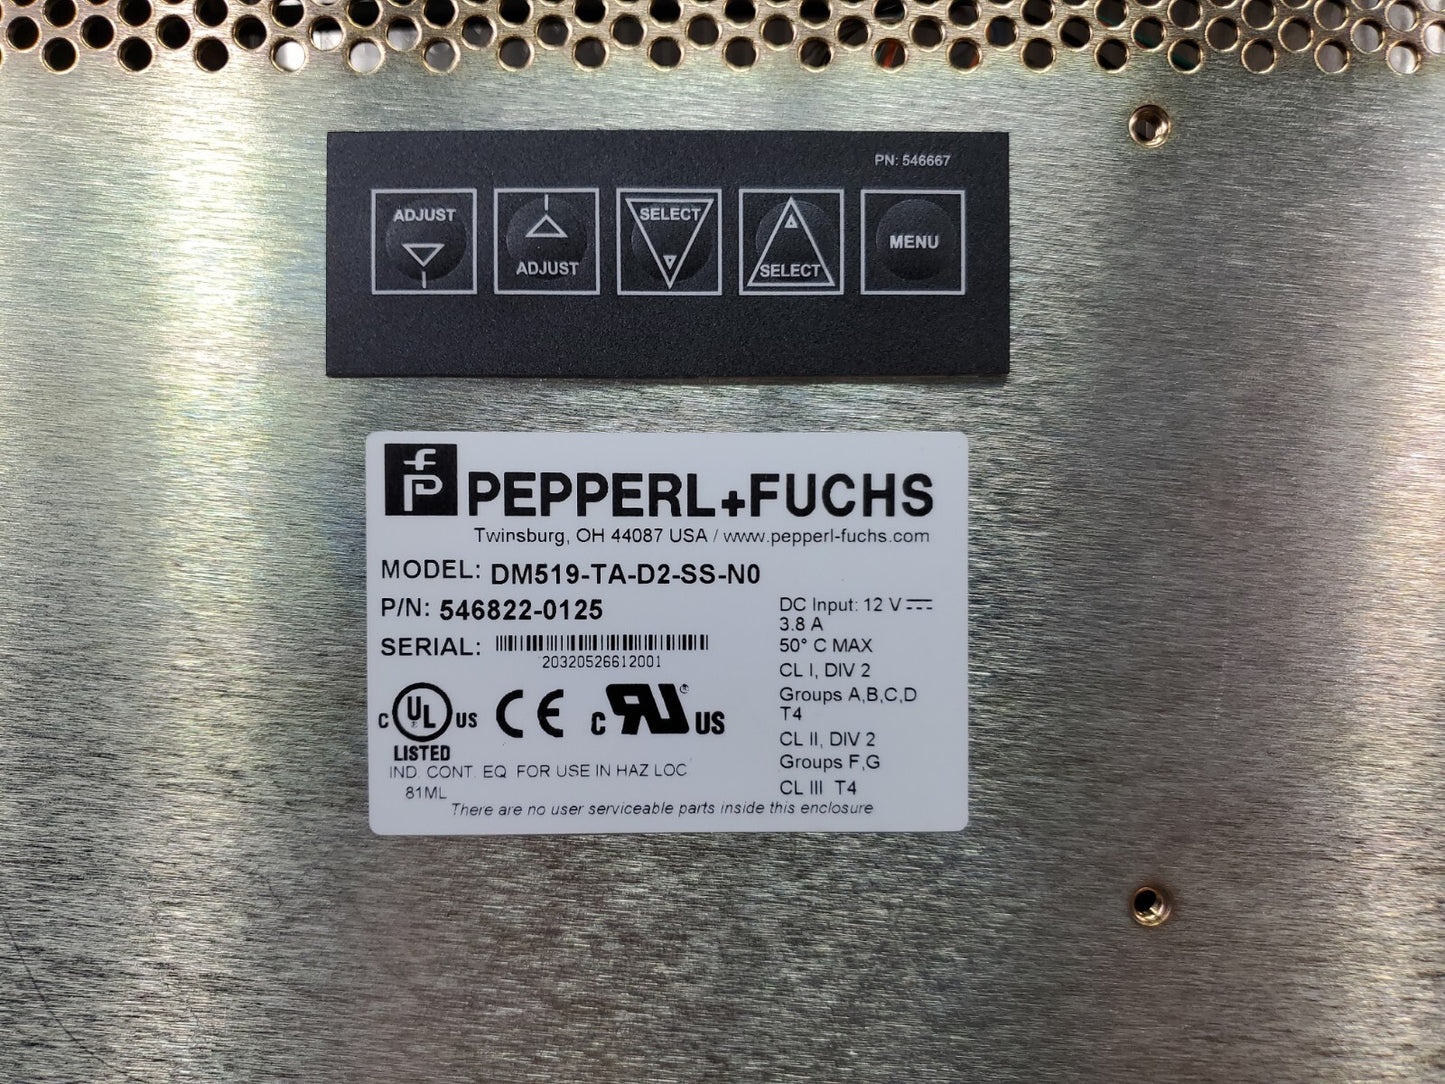 PN: 546667
ADJUST
ADJUST
SELECT
SELECT
MENU
PEPPERL+FUCHS
Twinsburg, OH 44087 USA / www.pepperl-fuchs.com
MODEL: DM519-TA-D2-SS-N0
P/N: 546822-0125
SERIAL:
20320526612001
DC Input: 12 V
3.8 A
50° C MAX
CL I, DIV 2
Groups A,B,C,D
T4
CL II, DIV 2
Groups F,G
CL III T4
C UL US
LISTED
CE
C RU ® US
IND. CONT. EQ. FOR USE IN HAZ LOC
81ML
There are no user serviceable parts inside this enclosure